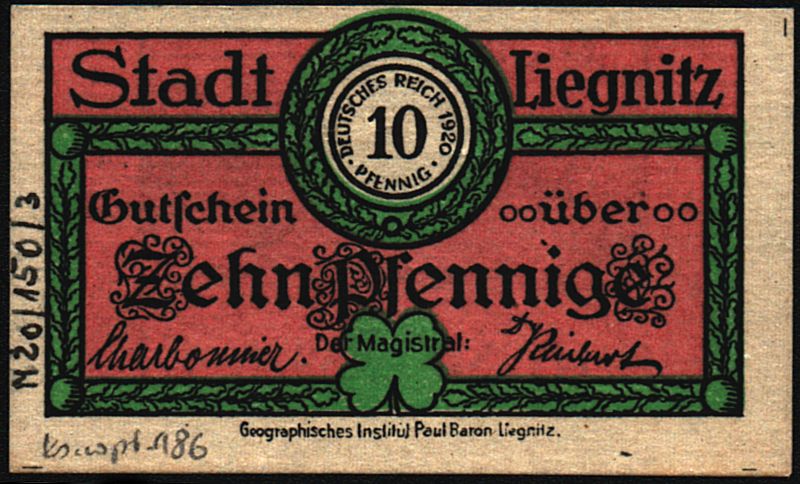 Stadt Liegnitz
DEUTSCHES REICH 1920
10
PFENNIG
Gutschein über
Zehn Pfennige
Der Magistrat:
Charbonnier.
Geographisches Institut Paul Baron Liegnitz.
N20/150/3
186